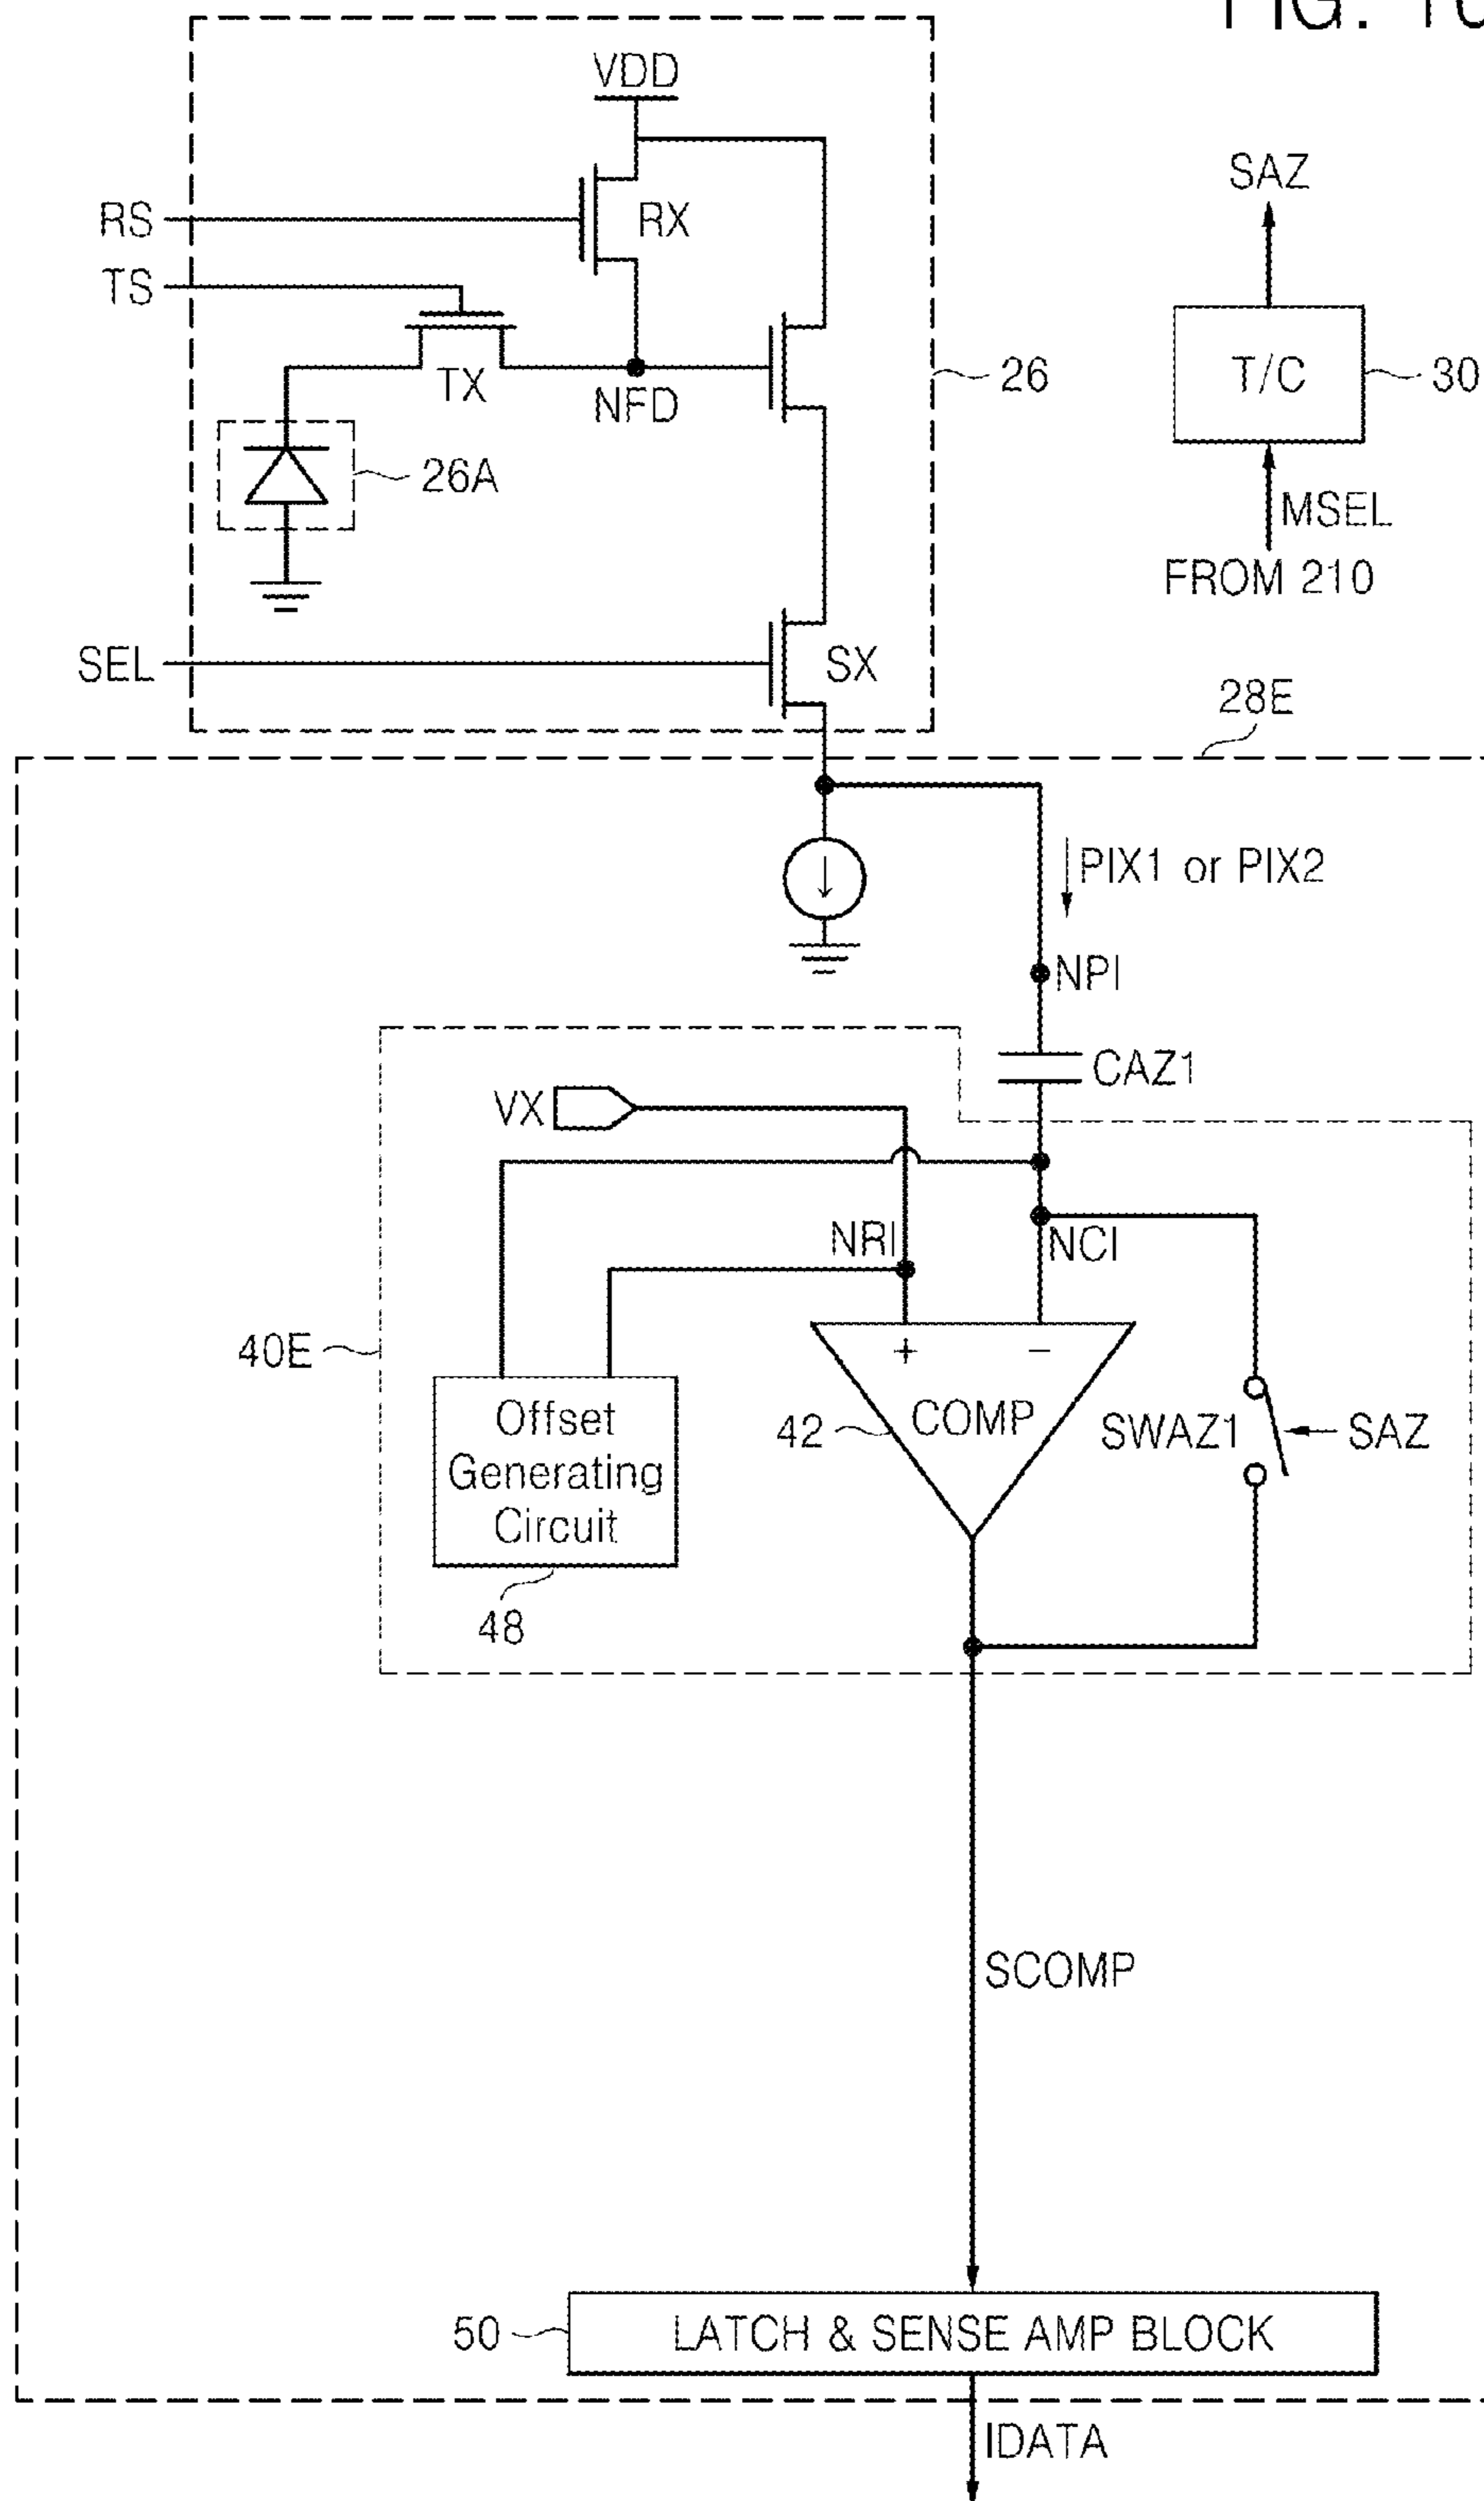 FIG. 10
VDD
SAZ
RS
RX
TS
T/C
30
26
TX
NFD
26A
MSEL
FROM 210
SEL
SX
28E
PIX1 or PIX2
NPI
CAZ1
VX
NRI
NCI
40E
+
−
Offset
Generating
Circuit
42
COMP
SWAZ1
SAZ
48
SCOMP
50
LATCH & SENSE AMP BLOCK
IDATA